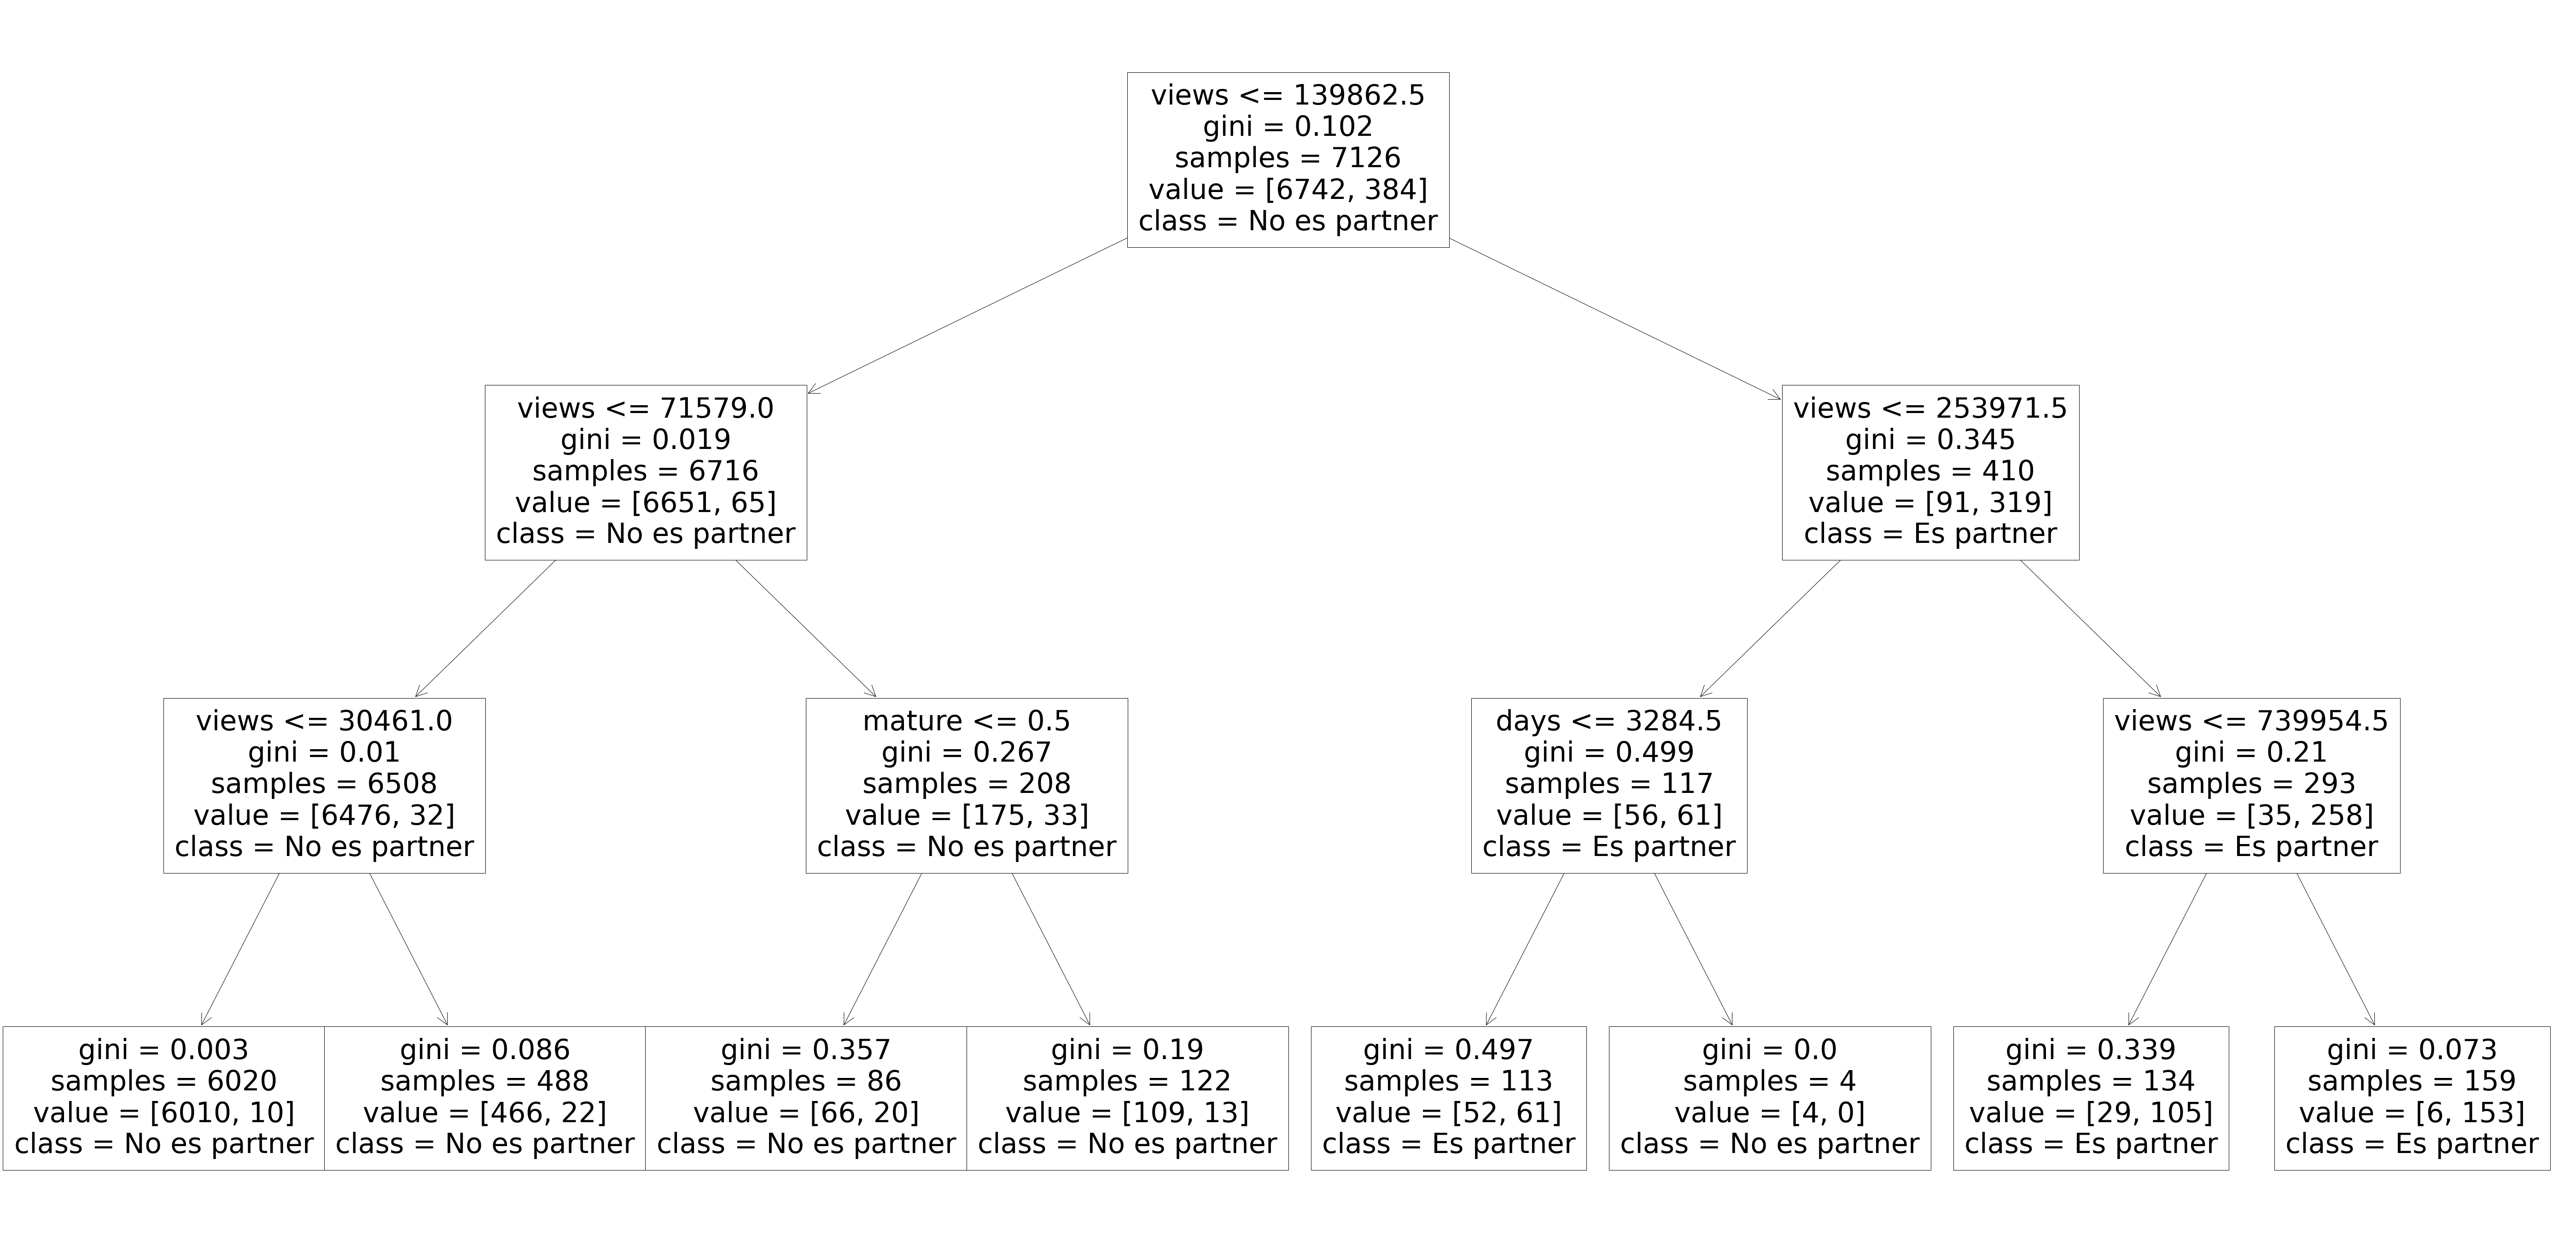 views <= 139862.5
gini = 0.102
samples = 7126
value = [6742, 384]
class = No es partner
views <= 71579.0
gini = 0.019
samples = 6716
value = [6651, 65]
class = No es partner
views <= 253971.5
gini = 0.345
samples = 410
value = [91, 319]
class = Es partner
views <= 30461.0
gini = 0.01
samples = 6508
value = [6476, 32]
class = No es partner
mature <= 0.5
gini = 0.267
samples = 208
value = [175, 33]
class = No es partner
days <= 3284.5
gini = 0.499
samples = 117
value = [56, 61]
class = Es partner
views <= 739954.5
gini = 0.21
samples = 293
value = [35, 258]
class = Es partner
gini = 0.003
samples = 6020
value = [6010, 10]
class = No es partner
gini = 0.086
samples = 488
value = [466, 22]
class = No es partner
gini = 0.357
samples = 86
value = [66, 20]
class = No es partner
gini = 0.19
samples = 122
value = [109, 13]
class = No es partner
gini = 0.497
samples = 113
value = [52, 61]
class = Es partner
gini = 0.0
samples = 4
value = [4, 0]
class = No es partner
gini = 0.339
samples = 134
value = [29, 105]
class = Es partner
gini = 0.073
samples = 159
value = [6, 153]
class = Es partner